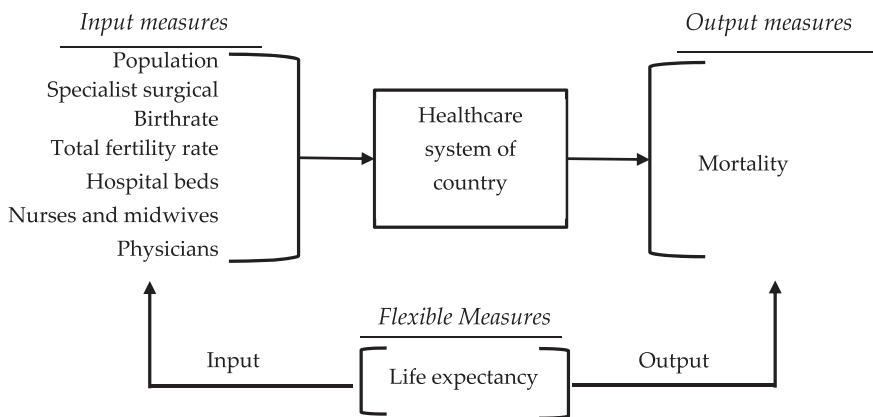 Input measures
Population
Specialist surgical
Birthrate
Total fertility rate
Hospital beds
Nurses and midwives
Physicians
Healthcare
system of
country
Output measures
Mortality
Flexible Measures
Input
Life expectancy
Output